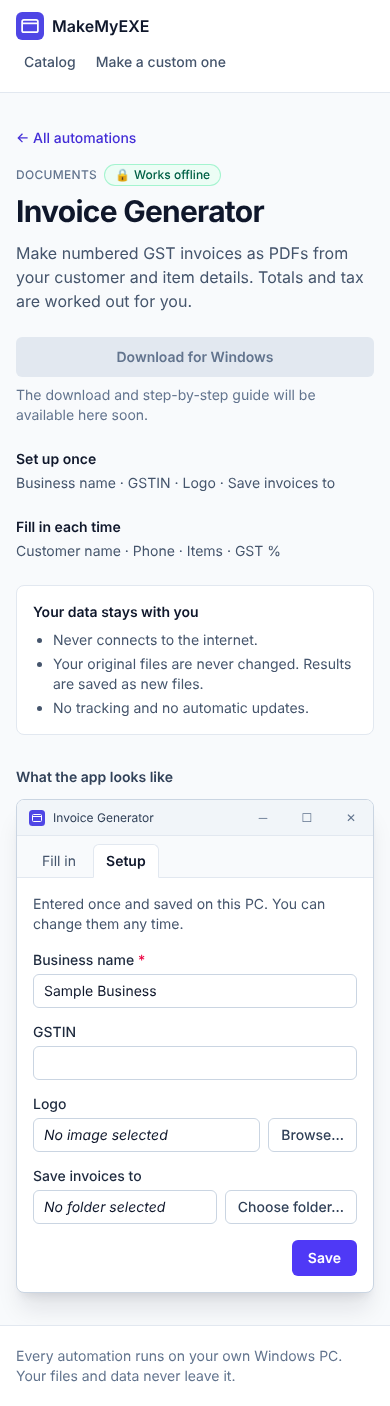 MakeMyEXE
Catalog Make a custom one
← All automations
DOCUMENTS 🔒 Works offline
Invoice Generator
Make numbered GST invoices as PDFs from
your customer and item details. Totals and tax
are worked out for you.
Download for Windows
The download and step-by-step guide will be
available here soon.
Set up once
Business name · GSTIN · Logo · Save invoices to
Fill in each time
Customer name · Phone · Items · GST %
Your data stays with you
• Never connects to the internet.
• Your original files are never changed. Results
are saved as new files.
• No tracking and no automatic updates.
What the app looks like
Invoice Generator
Fill in Setup
Entered once and saved on this PC. You can
change them any time.
Business name *
Sample Business
GSTIN
Logo
No image selected Browse...
Save invoices to
No folder selected Choose folder...
Save
Every automation runs on your own Windows PC.
Your files and data never leave it.